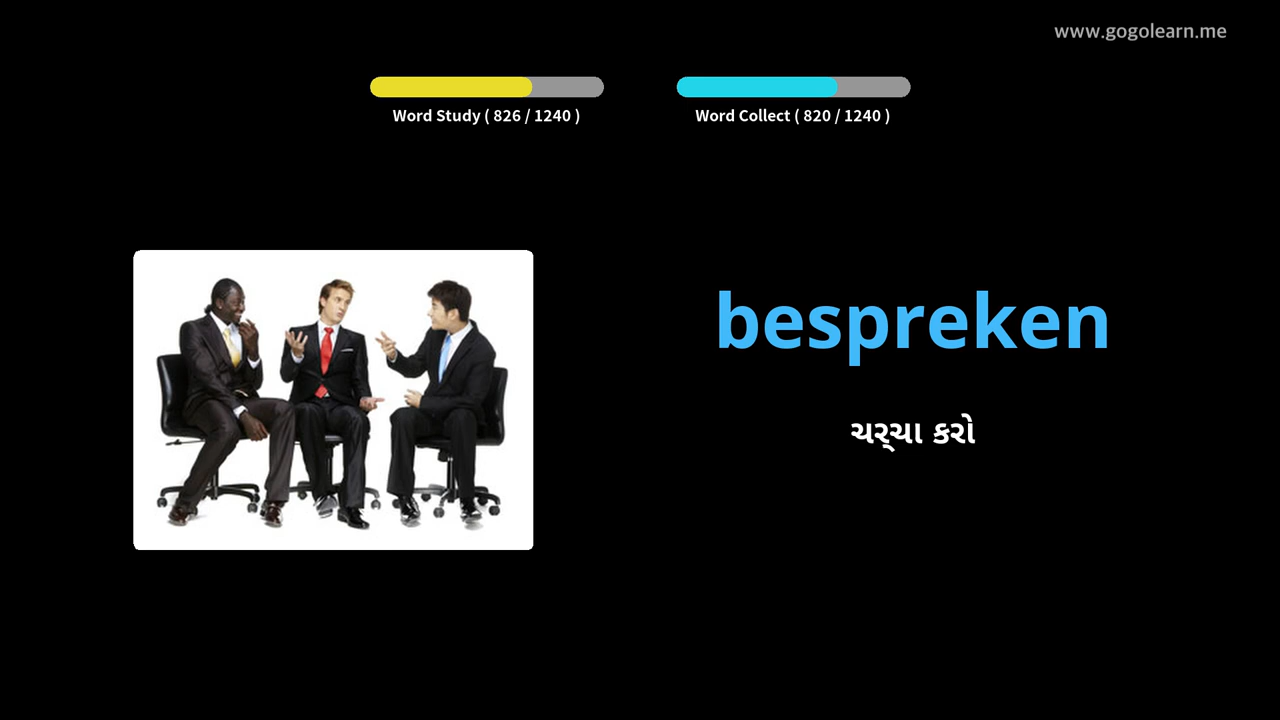 www.gogolearn.me
Word Study ( 826 / 1240 )
Word Collect ( 820 / 1240 )
bespreken
ચર્ચા કરો